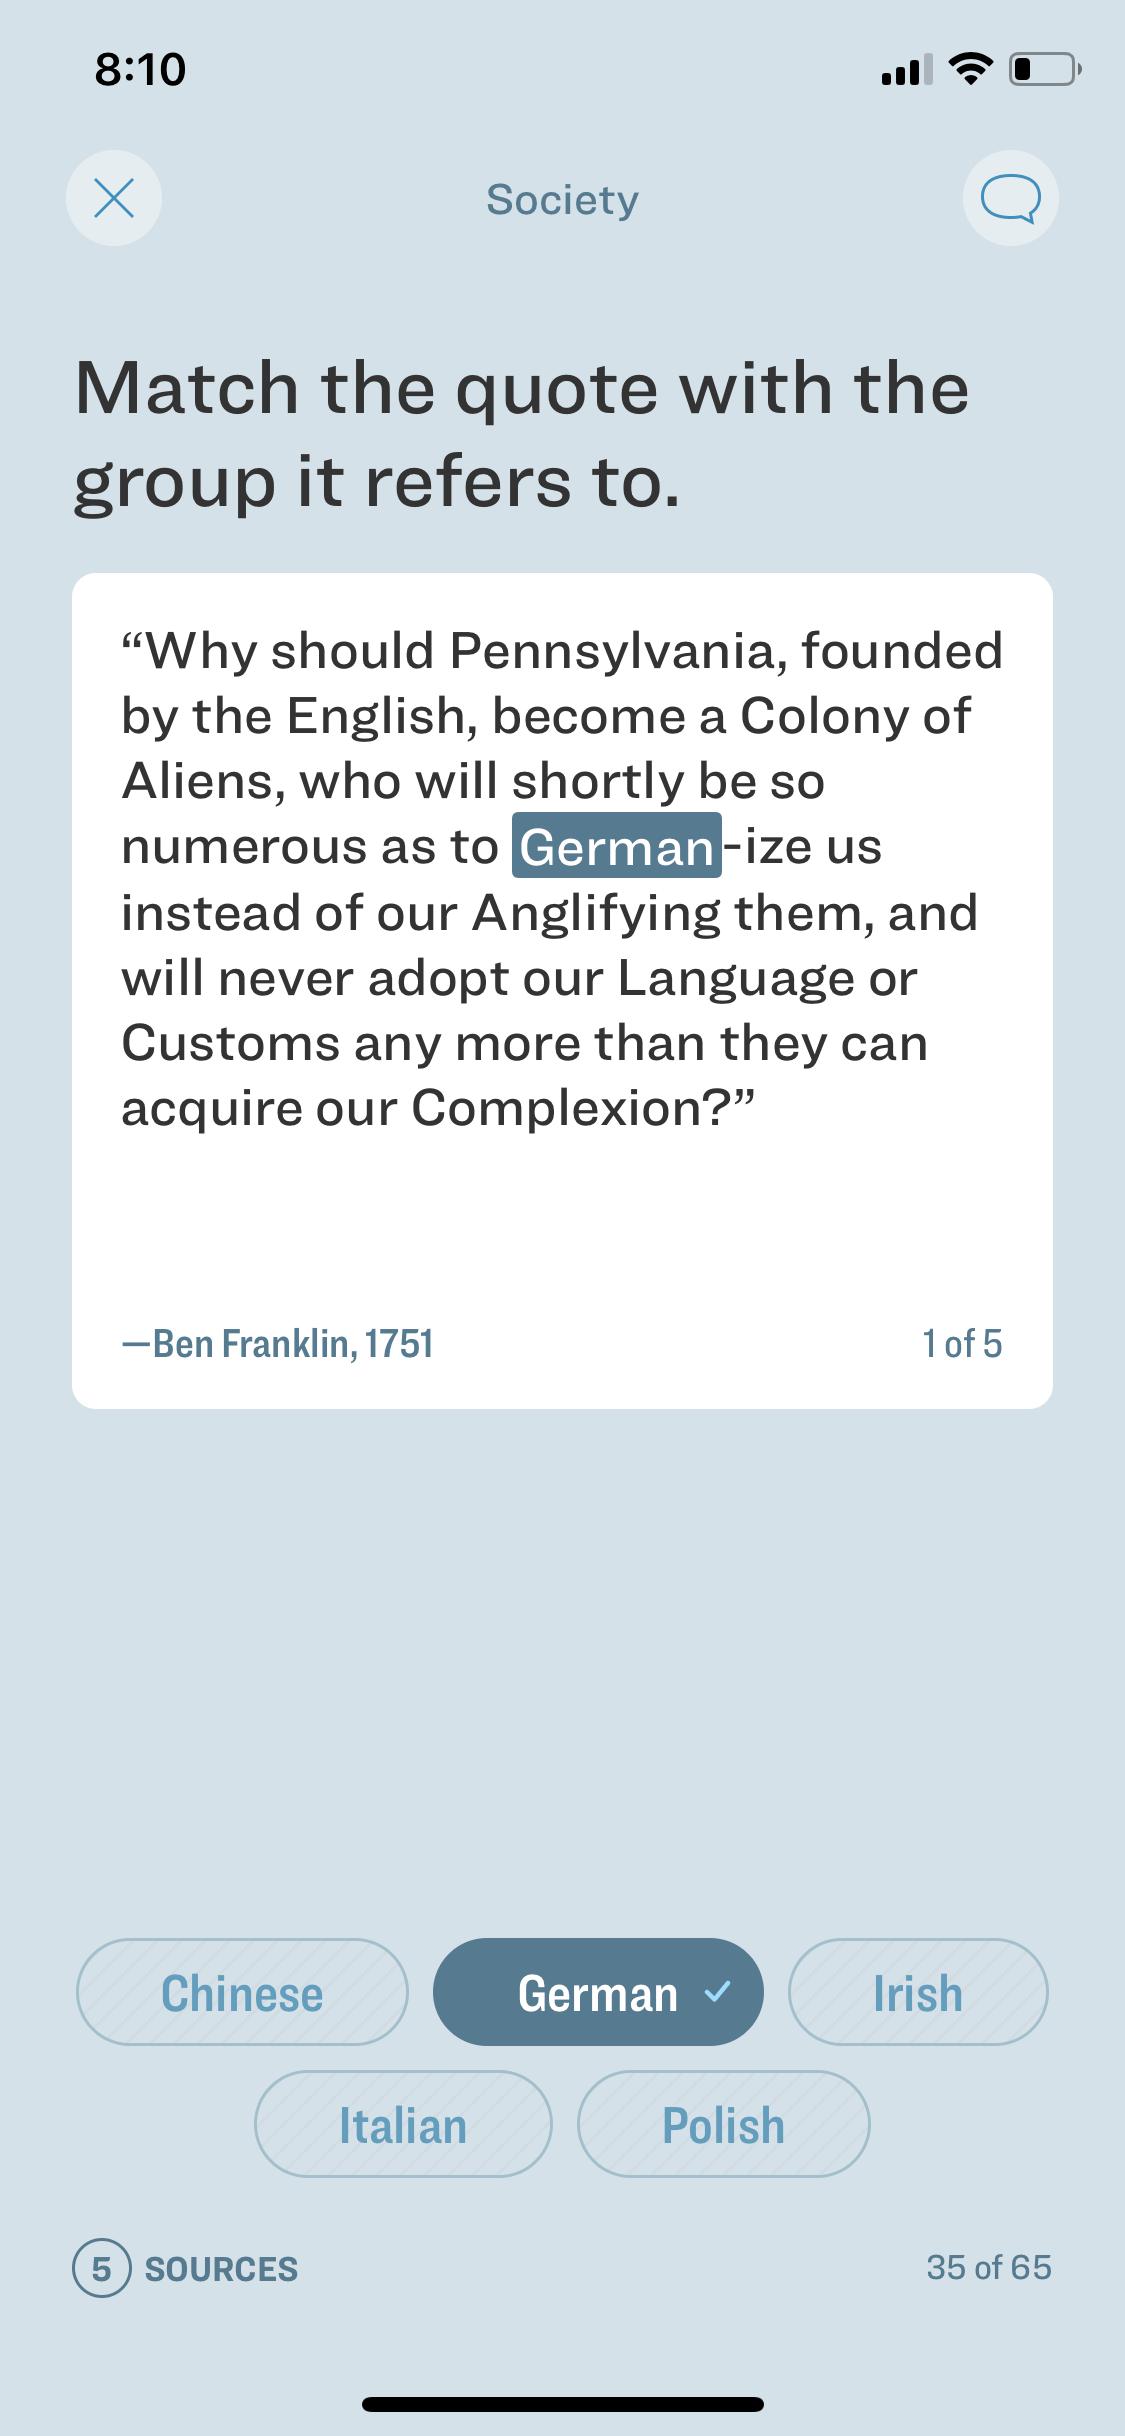 8:10
Society
Match the quote with the
group it refers to.
“Why should Pennsylvania, founded
by the English, become a Colony of
Aliens, who will shortly be so
numerous as to German-ize us
instead of our Anglifying them, and
will never adopt our Language or
Customs any more than they can
acquire our Complexion?”
—Ben Franklin, 1751
1 of 5
Chinese
German
Irish
Italian
Polish
5 SOURCES
35 of 65